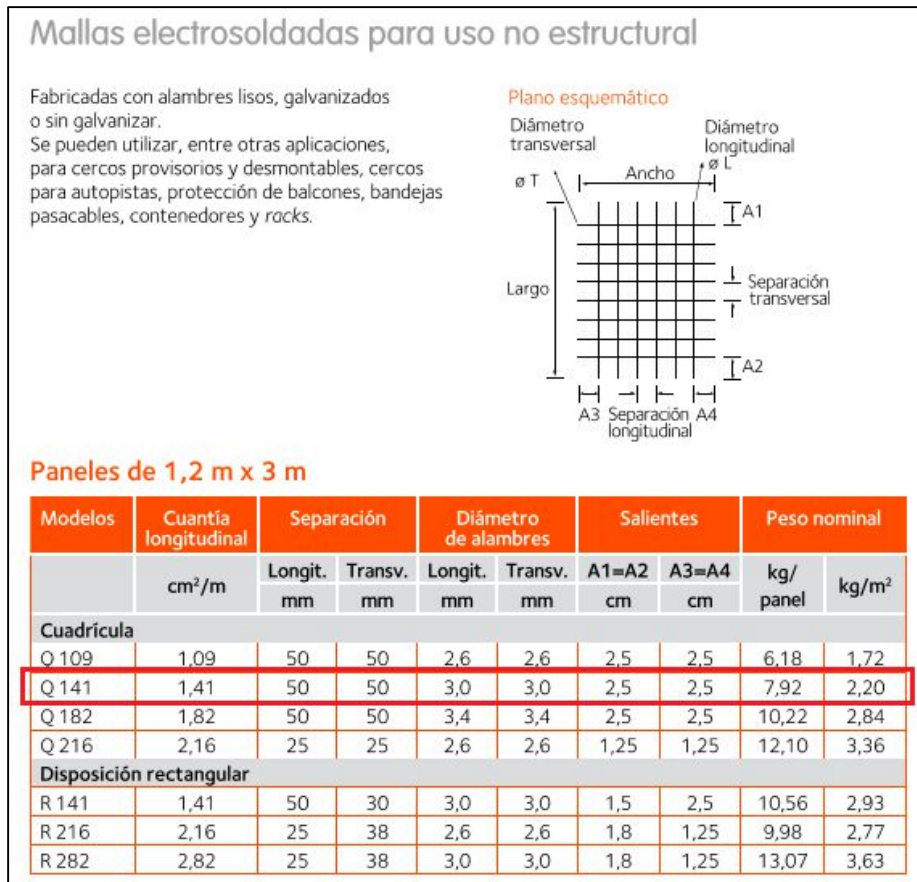 Mallas electrosoldadas para uso no estructural
Fabricadas con alambres lisos, galvanizados
o sin galvanizar.
Se pueden utilizar, entre otras aplicaciones,
para cercos provisorios y desmontables, cercos
para autopistas, protección de balcones, bandejas
pasacables, contenedores y racks.
Plano esquemático
Diámetro
transversal
Diámetro
longitudinal
ø T
Ancho
ø L
A1
Largo
Separación
transversal
A2
A3
Separación
longitudinal
A4
Paneles de 1,2 m x 3 m
Modelos Cuantía longitudinal Separación Diámetro de alambres Salientes Peso nominal
cm²/m Longit. Transv. Longit. Transv. A1=A2 A3=A4 kg/ panel kg/m²
mm mm mm mm cm cm
Cuadrícula
Q 109 1,09 50 50 2,6 2,6 2,5 2,5 6,18 1,72
Q 141 1,41 50 50 3,0 3,0 2,5 2,5 7,92 2,20
Q 182 1,82 50 50 3,4 3,4 2,5 2,5 10,22 2,84
Q 216 2,16 25 25 2,6 2,6 1,25 1,25 12,10 3,36
Disposición rectangular
R 141 1,41 50 30 3,0 3,0 1,5 2,5 10,56 2,93
R 216 2,16 25 38 2,6 2,6 1,8 1,25 9,98 2,77
R 282 2,82 25 38 3,0 3,0 1,8 1,25 13,07 3,63